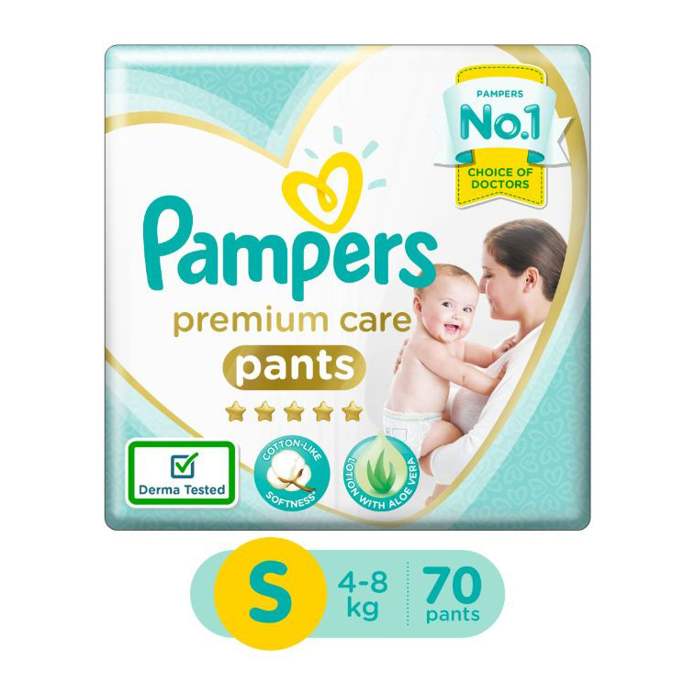 PAMPERS
No.1
CHOICE OF
DOCTORS
Pampers
premium care
pants
Derma Tested
COTTON-LIKE
SOFTNESS*
LOTION WITH ALOE VERA
S
4-8
kg
70
pants